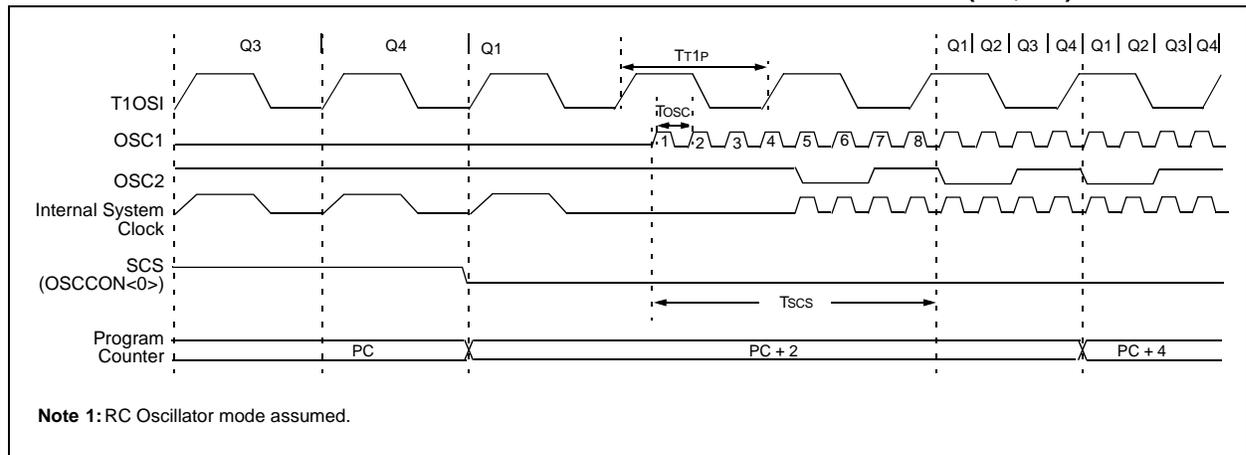 Q3 Q4 Q1 TT1P Q1 Q2 Q3 Q4 Q1 Q2 Q3 Q4
T1OSI
TOSC
OSC1 1 2 3 4 5 6 7 8
OSC2
Internal System
Clock
SCS
(OSCCON<0>)
TSCS
Program
Counter
PC PC + 2 PC + 4
Note 1: RC Oscillator mode assumed.